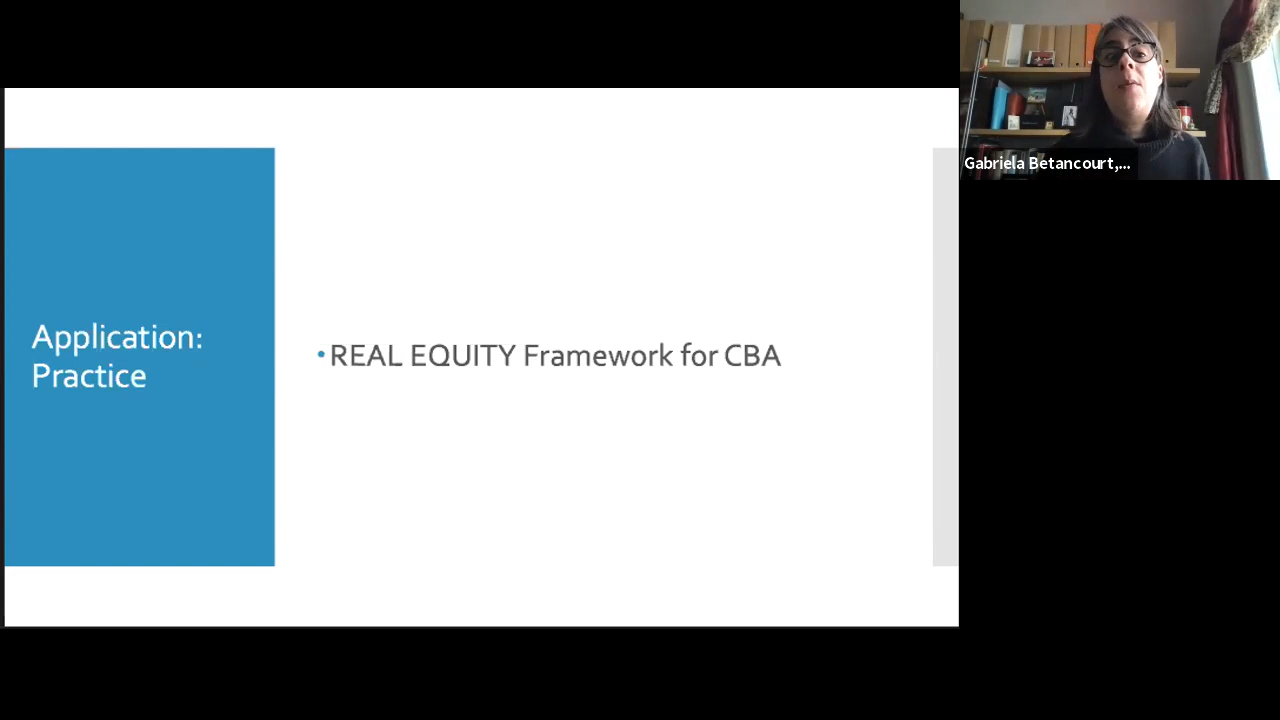 Gabriela Betancourt,...
Application:
Practice
•REAL EQUITY Framework for CBA